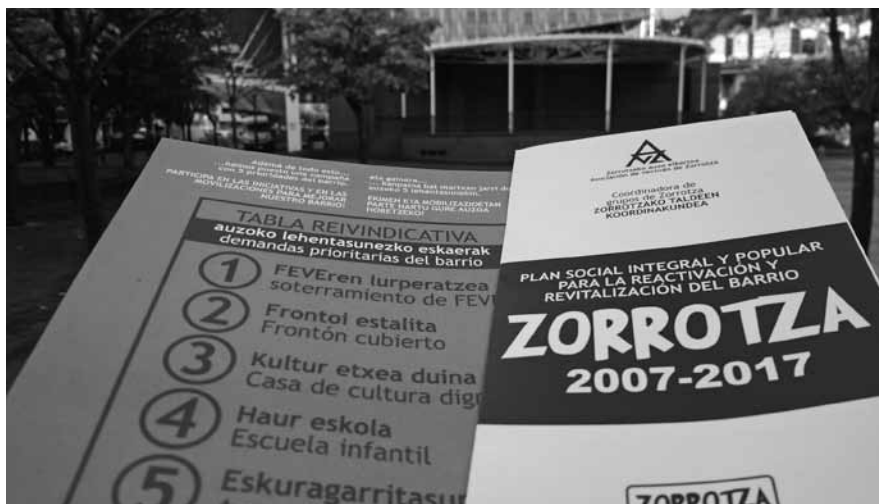 Además de todo esto...
...hemos puesto una campaña
con 5 prioridades del barrio.
PARTICIPA EN LAS INICIATIVAS Y EN LAS
MOVILIZACIONES PARA MEJORAR
NUESTRO BARRIO!
eta gainera...
... kanpaina bat martxan jarri du
auzoko 5 lehentasunekin.
EKIMEN ETA MOBILIZAZIOETAN
PARTE HARTU GURE AUZOA
HOBETZEKO!
TABLA REIVINDICATIVA
auzoko lehentasunezko eskaerak
demandas prioritarias del barrio
1 FEVEren lurperatzea
soterramiento de FEVE
2 Frontoi estalita
Frontón cubierto
3 Kultur etxea duina
Casa de cultura dign
4 Haur eskola
Escuela infantil
5 Eskuragarritasun
Zorrotzako Auzo Elkartea
Asociación de Vecinos de Zorrotza
Coordinadora de
grupos de Zorrotza
ZORROTZAKO TALDEEN
KOORDINAKUNDEA
PLAN SOCIAL INTEGRAL Y POPULAR
PARA LA REACTIVACIÓN Y
REVITALIZACIÓN DEL BARRIO
ZORROTZA
2007-2017
ZORROTZA